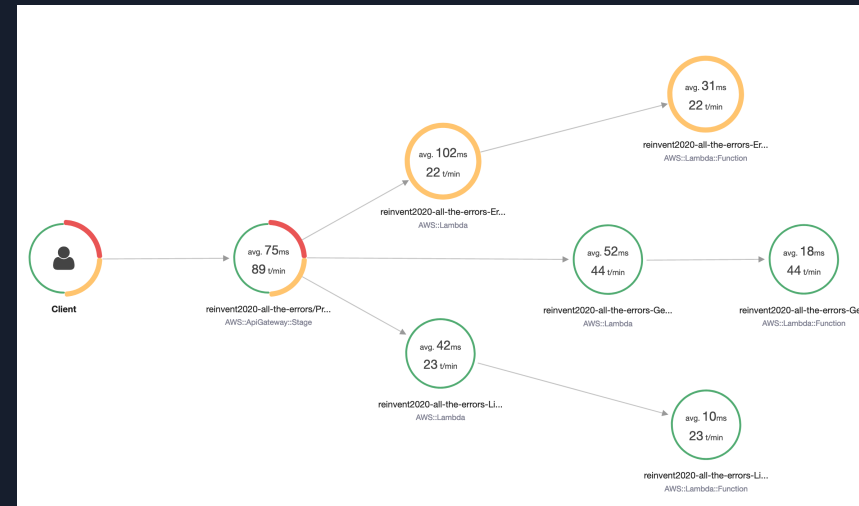 avg. 31ms
22 t/min
reinvent2020-all-the-errors-Er...
AWS::Lambda::Function
avg. 102ms
22 t/min
reinvent2020-all-the-errors-Er...
AWS::Lambda
Client
avg. 75ms
89 t/min
reinvent2020-all-the-errors/Pr...
AWS::ApiGateway::Stage
avg. 52ms
44 t/min
reinvent2020-all-the-errors-Ge...
AWS::Lambda
avg. 18ms
44 t/min
reinvent2020-all-the-errors-Ge
AWS::Lambda::Function
avg. 42ms
23 t/min
reinvent2020-all-the-errors-Li...
AWS::Lambda
avg. 10ms
23 t/min
reinvent2020-all-the-errors-Li...
AWS::Lambda::Function